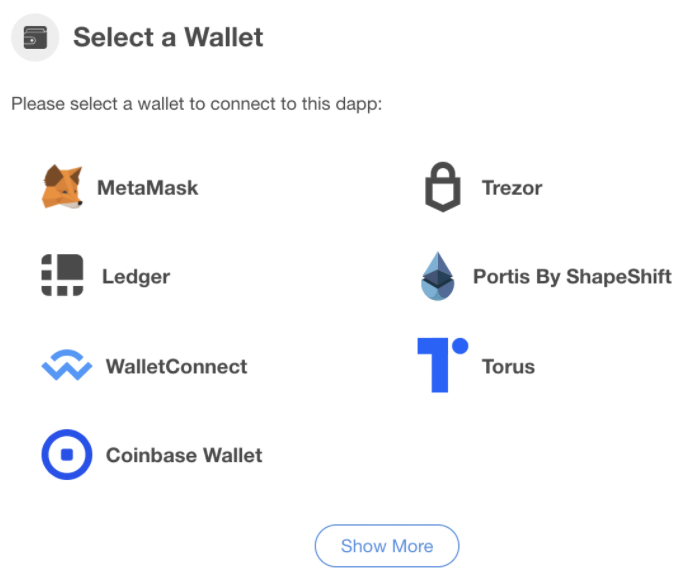 Select a Wallet
Please select a wallet to connect to this dapp:
MetaMask
Trezor
Ledger
Portis By ShapeShift
WalletConnect
Torus
Coinbase Wallet
Show More